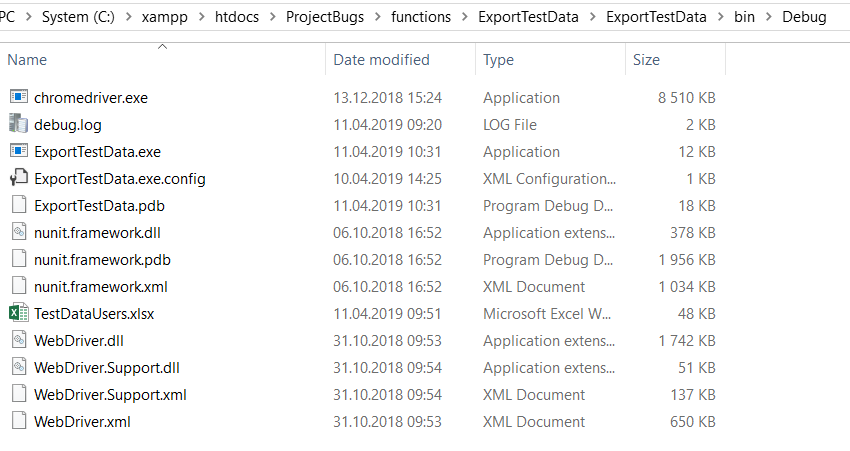 PC > System (C:) > xampp > htdocs > ProjectBugs > functions > ExportTestData > ExportTestData > bin > Debug
Name Date modified Type Size
chromedriver.exe 13.12.2018 15:24 Application 8 510 KB
debug.log 11.04.2019 09:20 LOG File 2 KB
ExportTestData.exe 11.04.2019 10:31 Application 12 KB
ExportTestData.exe.config 10.04.2019 14:25 XML Configuration... 1 KB
ExportTestData.pdb 11.04.2019 10:31 Program Debug D... 18 KB
nunit.framework.dll 06.10.2018 16:52 Application extens... 378 KB
nunit.framework.pdb 06.10.2018 16:52 Program Debug D... 1 956 KB
nunit.framework.xml 06.10.2018 16:52 XML Document 1 034 KB
TestDataUsers.xlsx 11.04.2019 09:51 Microsoft Excel W... 48 KB
WebDriver.dll 31.10.2018 09:53 Application extens... 1 742 KB
WebDriver.Support.dll 31.10.2018 09:54 Application extens... 51 KB
WebDriver.Support.xml 31.10.2018 09:54 XML Document 137 KB
WebDriver.xml 31.10.2018 09:53 XML Document 650 KB